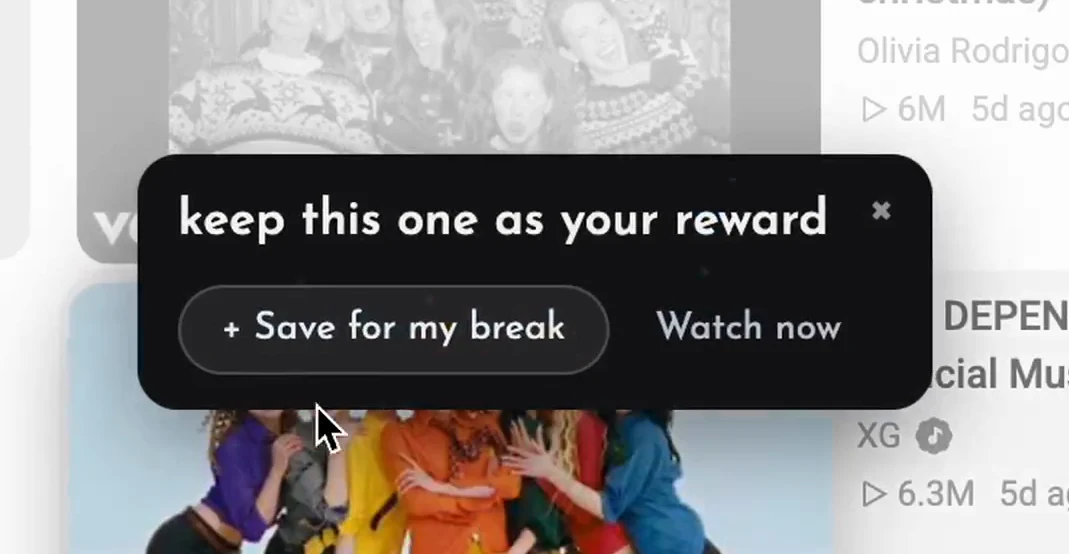 christmas)
Olivia Rodrigo
6M 5d ago
keep this one as your reward
+ Save for my break
Watch now
XG
6.3M